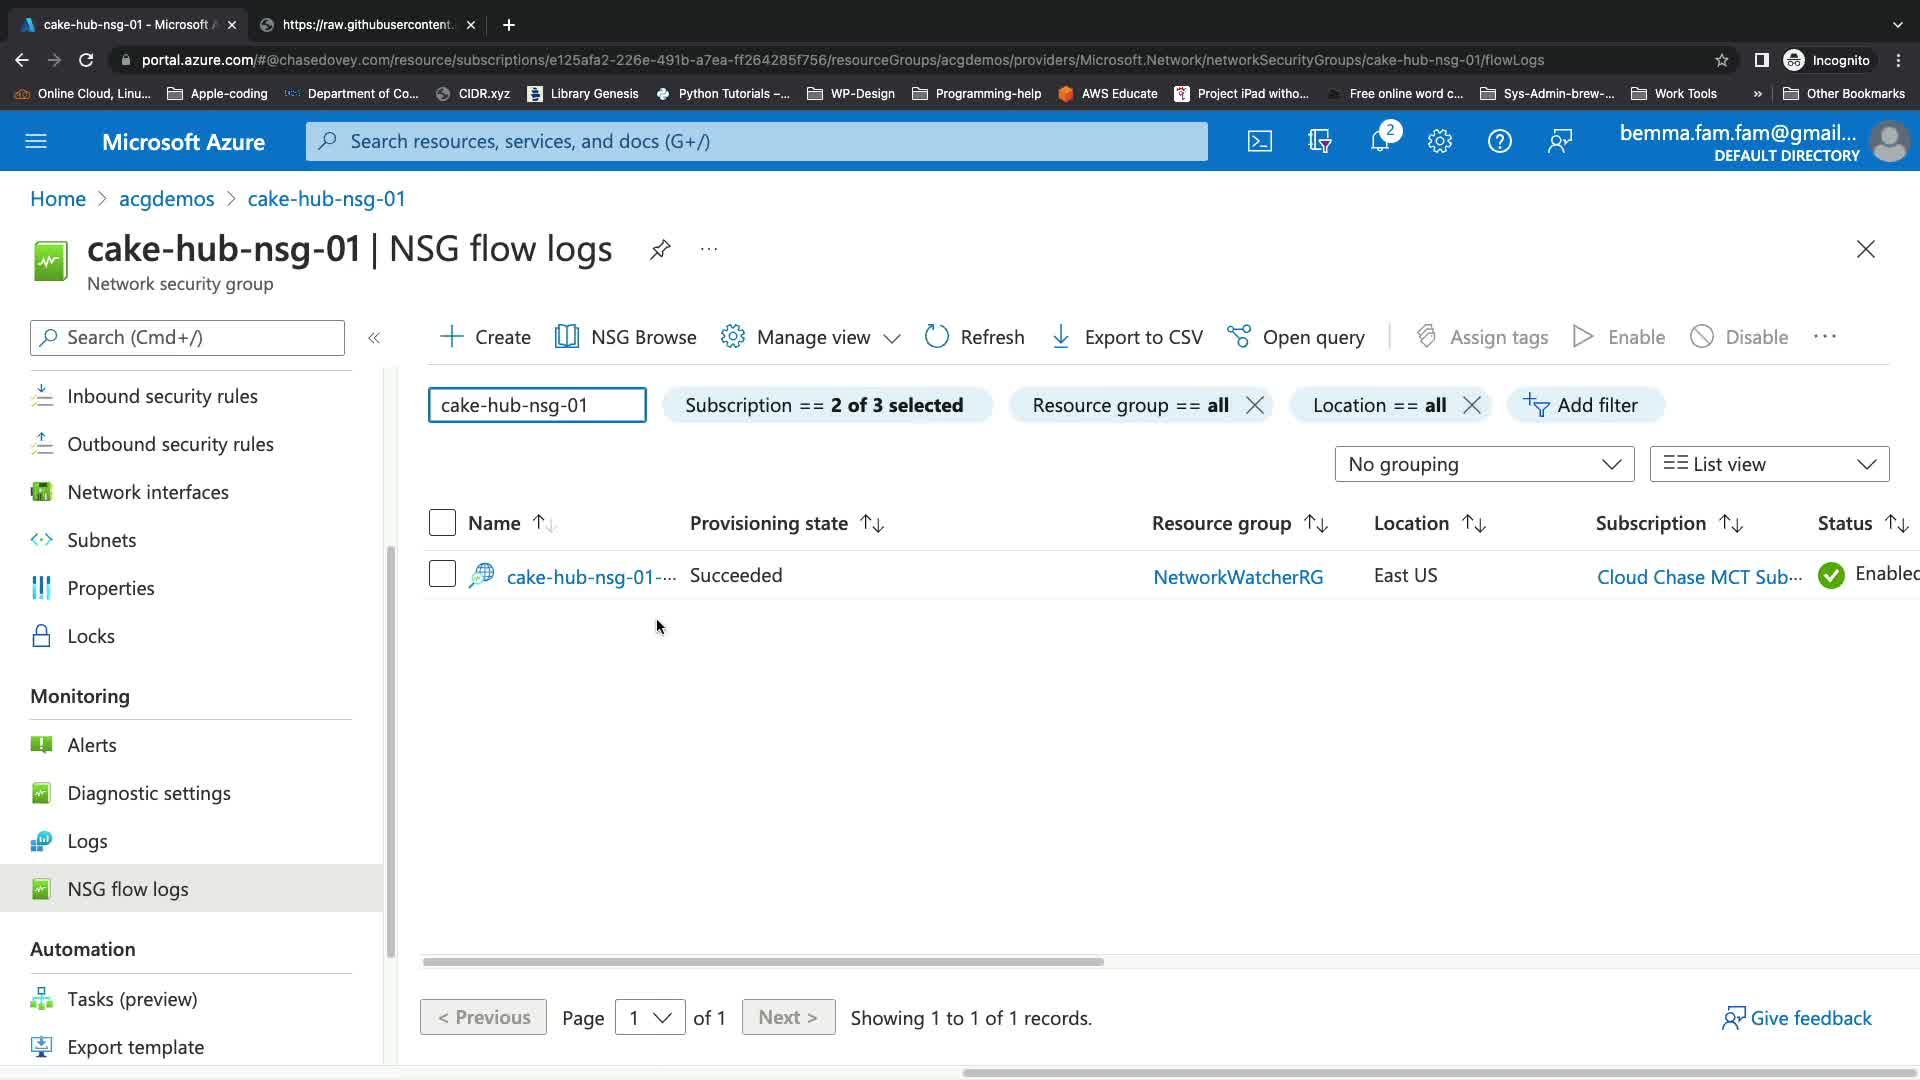 cake-hub-nsg-01 - Microsoft A
https://raw.githubusercontent.
portal.azure.com/#@chasedovey.com/resource/subscriptions/e125afa2-226e-491b-a7ea-ff264285f756/resourceGroups/acgdemos/providers/Microsoft.Network/networkSecurityGroups/cake-hub-nsg-01/flowLogs
Incognito
Online Cloud, Linu...
Apple-coding
Department of Co...
CIDR.xyz
Library Genesis
Python Tutorials –...
WP-Design
Programming-help
AWS Educate
Project iPad witho...
Free online word c...
Sys-Admin-brew-...
Work Tools
»
Other Bookmarks
Microsoft Azure
Search resources, services, and docs (G+/)
2
bemma.fam.fam@gmail...
DEFAULT DIRECTORY
Home > acgdemos > cake-hub-nsg-01
cake-hub-nsg-01 | NSG flow logs ...
Network security group
Search (Cmd+/)
«
Inbound security rules
Outbound security rules
Network interfaces
Subnets
Properties
Locks
Monitoring
Alerts
Diagnostic settings
Logs
NSG flow logs
Automation
Tasks (preview)
Export template
Create
NSG Browse
Manage view
Refresh
Export to CSV
Open query
Assign tags
Enable
Disable
...
cake-hub-nsg-01
Subscription == 2 of 3 selected
Resource group == all
Location == all
Add filter
No grouping
List view
Name
Provisioning state
Resource group
Location
Subscription
Status
cake-hub-nsg-01-...
Succeeded
NetworkWatcherRG
East US
Cloud Chase MCT Sub...
Enabled
< Previous
Page 1 of 1
Next >
Showing 1 to 1 of 1 records.
Give feedback